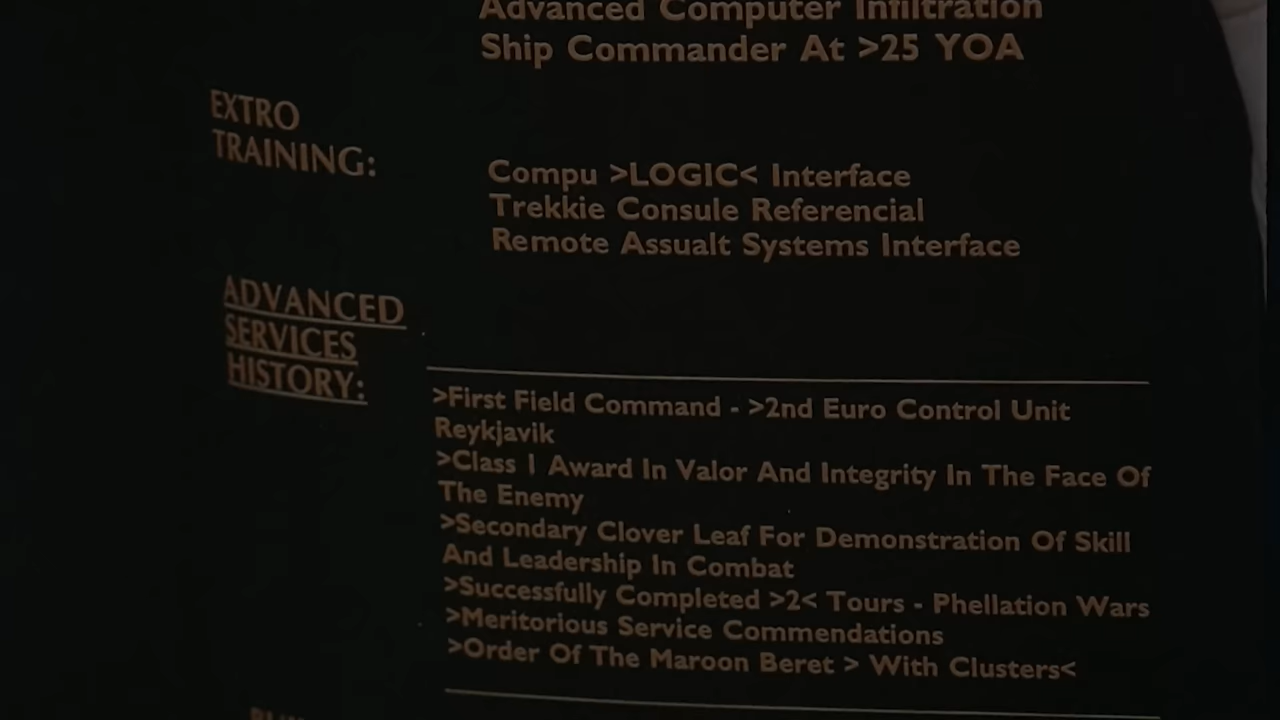 Advanced Computer Infiltration
Ship Commander At >25 YOA
EXTRO
TRAINING:
Compu >LOGIC< Interface
Trekkie Consule Referencial
Remote Assualt Systems Interface
ADVANCED
SERVICES
HISTORY:
>First Field Command - >2nd Euro Control Unit
Reykjavik
>Class 1 Award In Valor And Integrity In The Face Of
The Enemy
>Secondary Clover Leaf For Demonstration Of Skill
And Leadership In Combat
>Successfully Completed >2< Tours - Phellation Wars
>Meritorious Service Commendations
>Order Of The Maroon Beret > With Clusters<